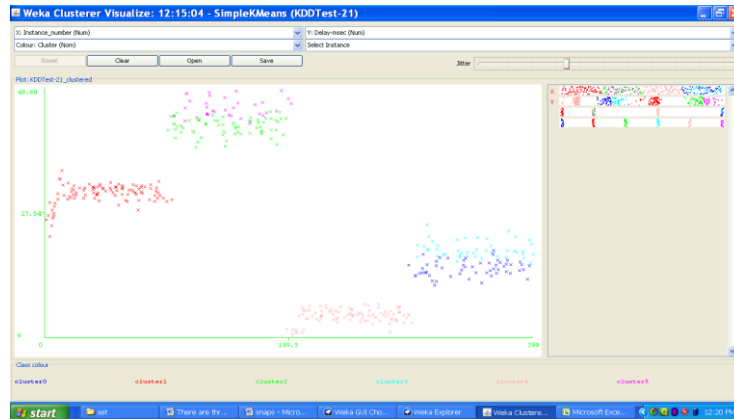 Weka Clusterer Visualize: 12:15:04 - SimpleKMeans (KDDTest-21)
X: Instance_number (Num) Y: Delay-msec (Num)
Colour: Cluster (Nom) Select Instance
Reset Clear Open Save Jitter
Plot: KDDTest-21_clustered
X
Y
0 199.5 399
Class colour
cluster0 cluster1 cluster2 cluster3 cluster4 cluster5
start set There are thr... snaps - Micro... Weka GUI Cho... Weka Explorer Weka Clustere... Microsoft Exce... 12:20 PM